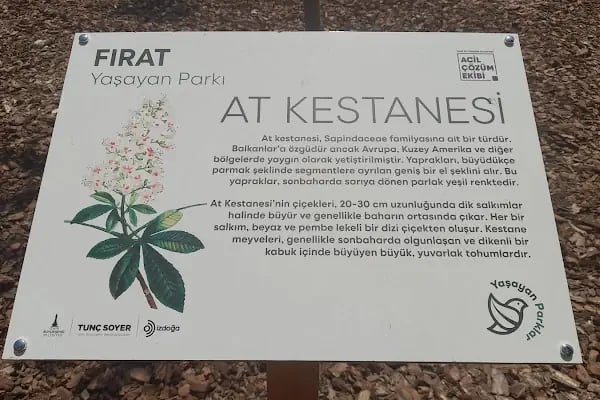 FIRAT
Yaşayan Parkı
ACİL
ÇÖZÜM
EKİBİ
AT KESTANESİ
At kestanesi, Sapindaceae familyasına ait bir türdür.
Balkanlar'a özgüdür ancak Avrupa, Kuzey Amerika ve diğer
bölgelerde yaygın olarak yetiştirilmiştir. Yaprakları, büyüdükçe
parmak şeklinde segmentlere ayrılan geniş bir el şeklini alır. Bu
yapraklar, sonbaharda sarıya dönen parlak yeşil renktedir.
At Kestanesi'nin çiçekleri, 20-30 cm uzunluğunda dik salkımlar
halinde büyür ve genellikle baharın ortasında çıkar. Her bir
salkım, beyaz ve pembe lekeli bir dizi çiçekten oluşur. Kestane
meyveleri, genellikle sonbaharda olgunlaşan ve dikenli bir
kabuk içinde büyüyen büyük, yuvarlak tohumlardır.
Yaşayan Parklar
TUNÇ SOYER
izdoğa